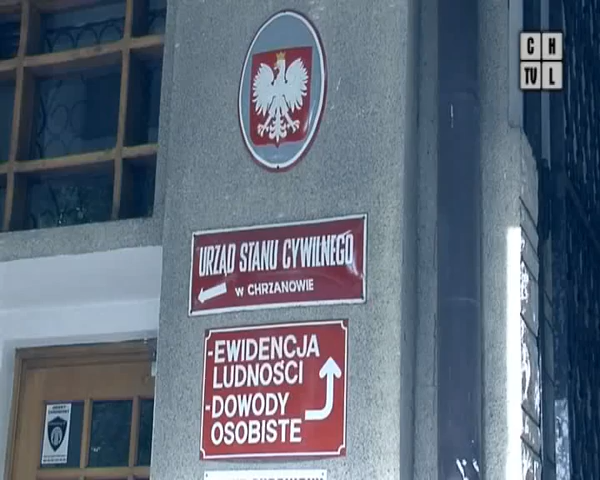 CH
TVL
URZĄD STANU CYWILNEGO
W CHRZANOWIE
-EWIDENCJA
LUDNOŚCI
-DOWODY
OSOBISTE